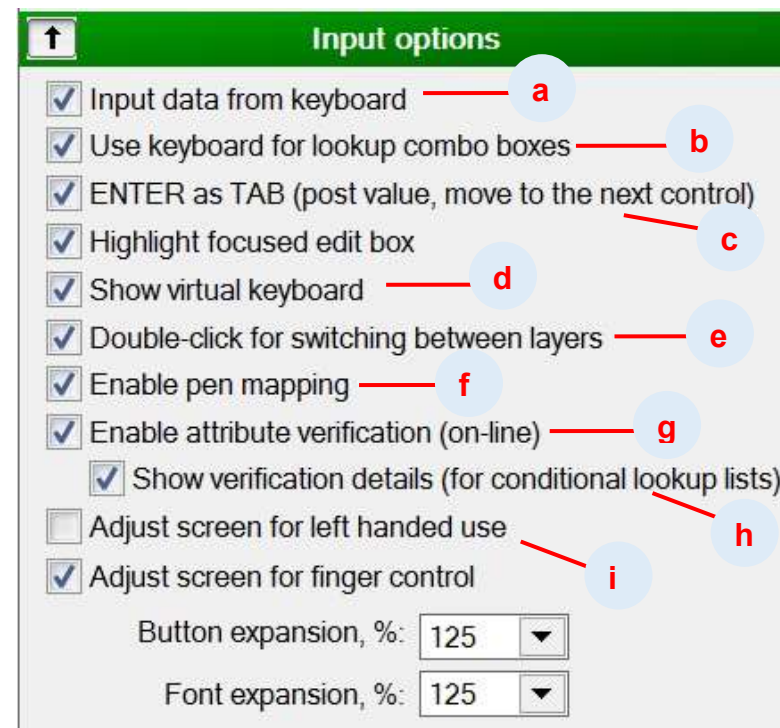 Input options
Input data from keyboard a
Use keyboard for lookup combo boxes b
ENTER as TAB (post value, move to the next control)
c
Highlight focused edit box
Show virtual keyboard d
Double-click for switching between layers e
Enable pen mapping f
Enable attribute verification (on-line) g
Show verification details (for conditional lookup lists)
h
Adjust screen for left handed use
Adjust screen for finger control i
Button expansion, %: 125
Font expansion, %: 125